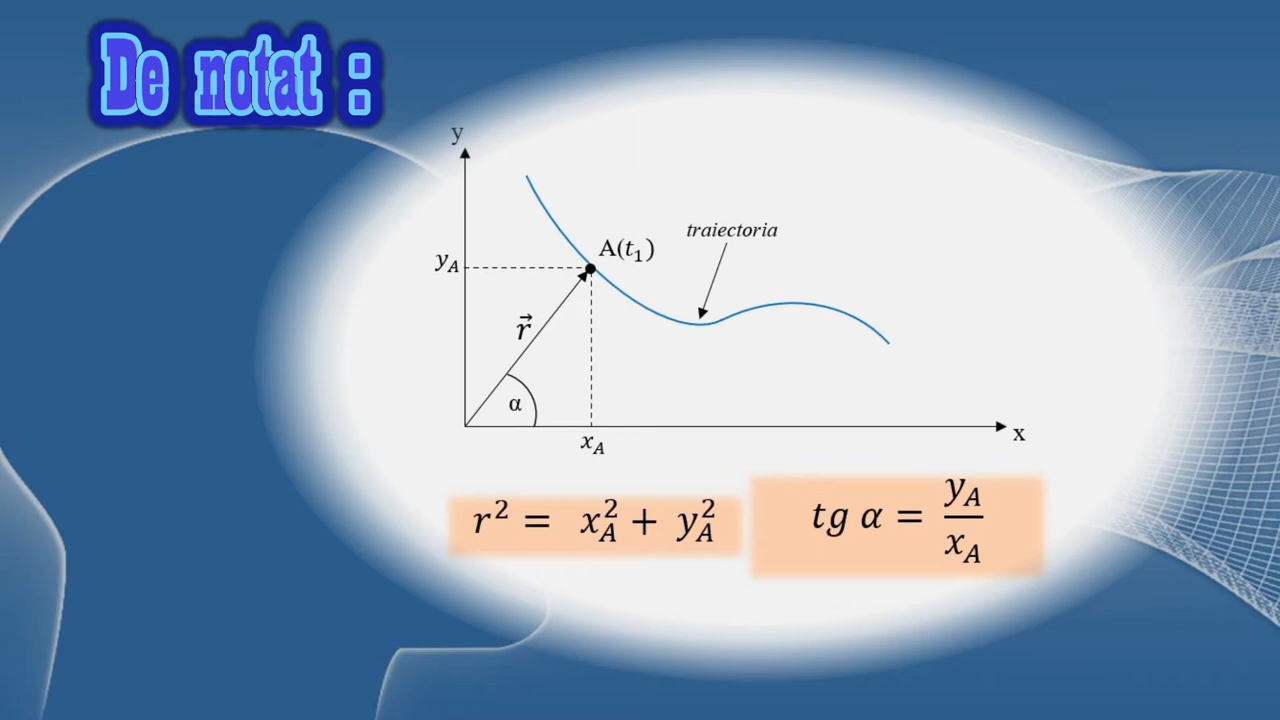 De notat :
y
A(t₁)
traiectoria
y_A
r⃗
α
x_A
x
r² = x_A² + y_A²
tg α = y_A / x_A